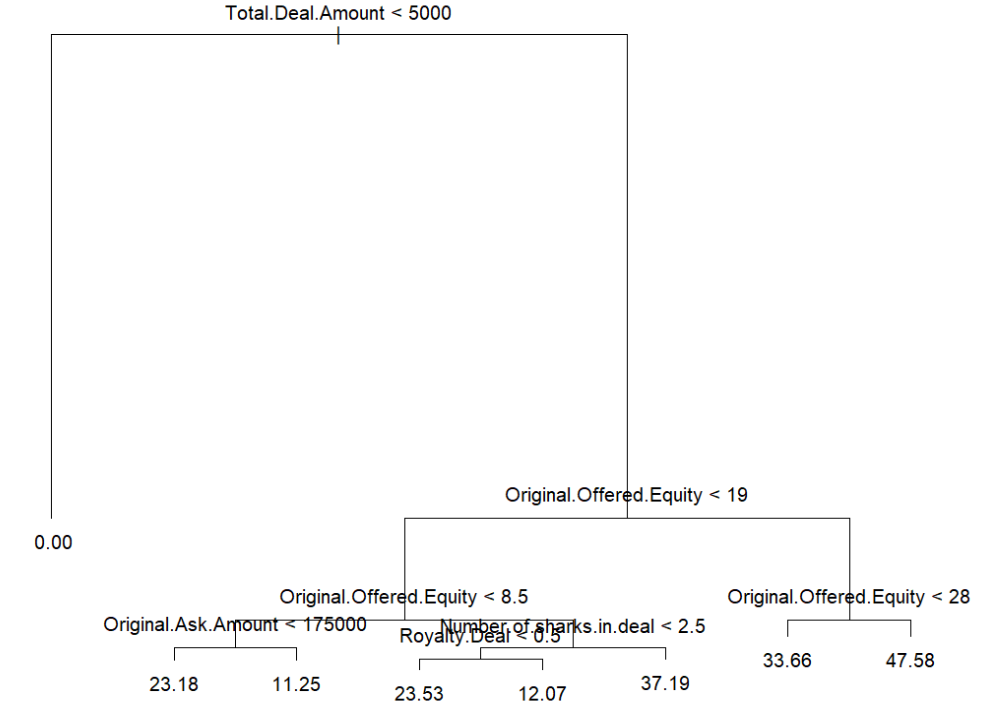 Total.Deal.Amount < 5000
Original.Offered.Equity < 19
0.00
Original.Offered.Equity < 8.5
Original.Offered.Equity < 28
Original.Ask.Amount < 175000
Number.of.sharks.in.deal < 2.5
Royalty.Deal < 0.5
33.66
47.58
23.18
11.25
37.19
23.53
12.07